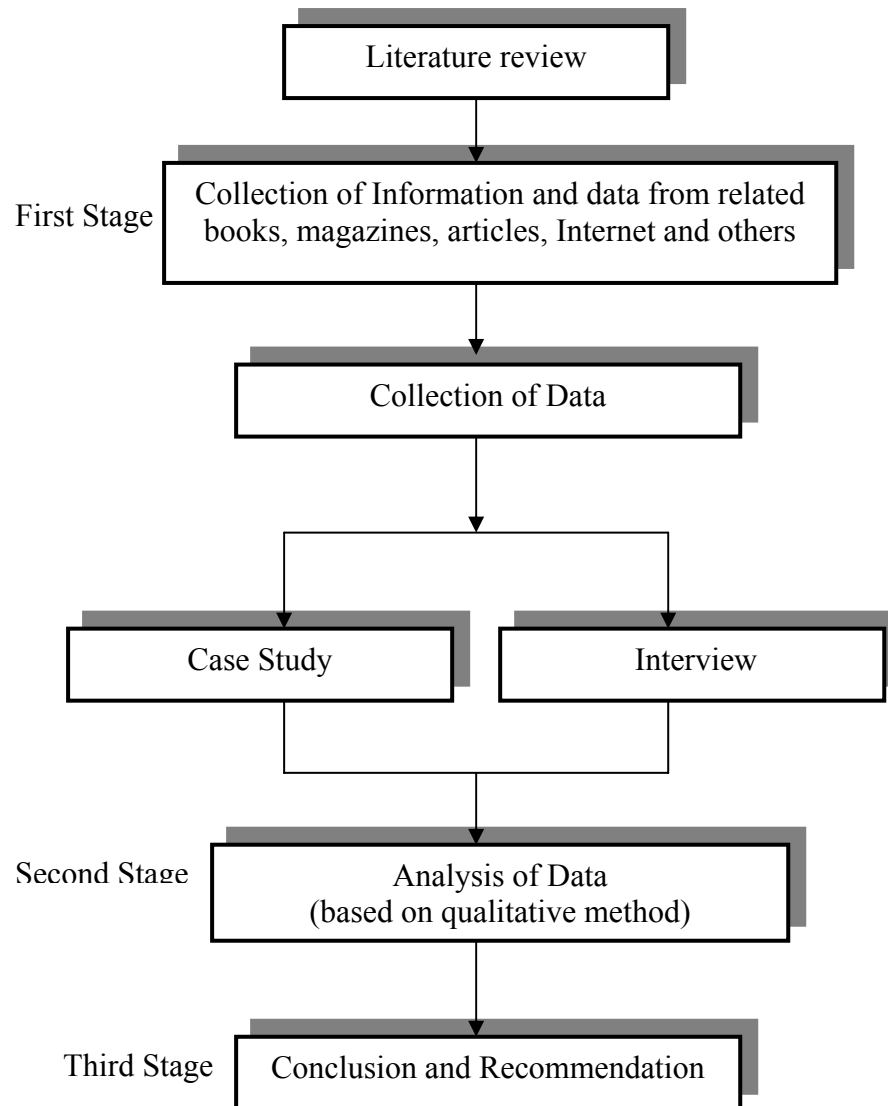 Literature review
First Stage
Collection of Information and data from related
books, magazines, articles, Internet and others
Collection of Data
Case Study
Interview
Second Stage
Analysis of Data
(based on qualitative method)
Third Stage
Conclusion and Recommendation